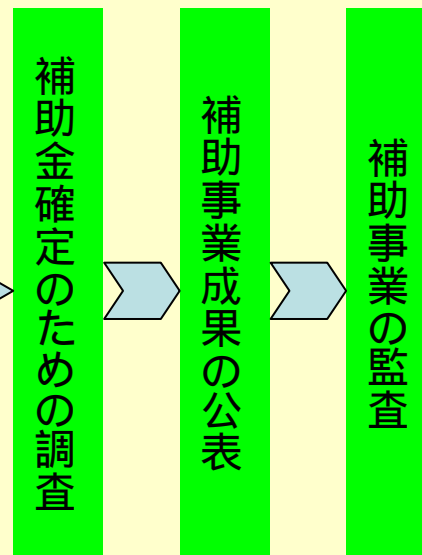 補助金確定のための調査
補助事業成果の公表
補助事業の監査